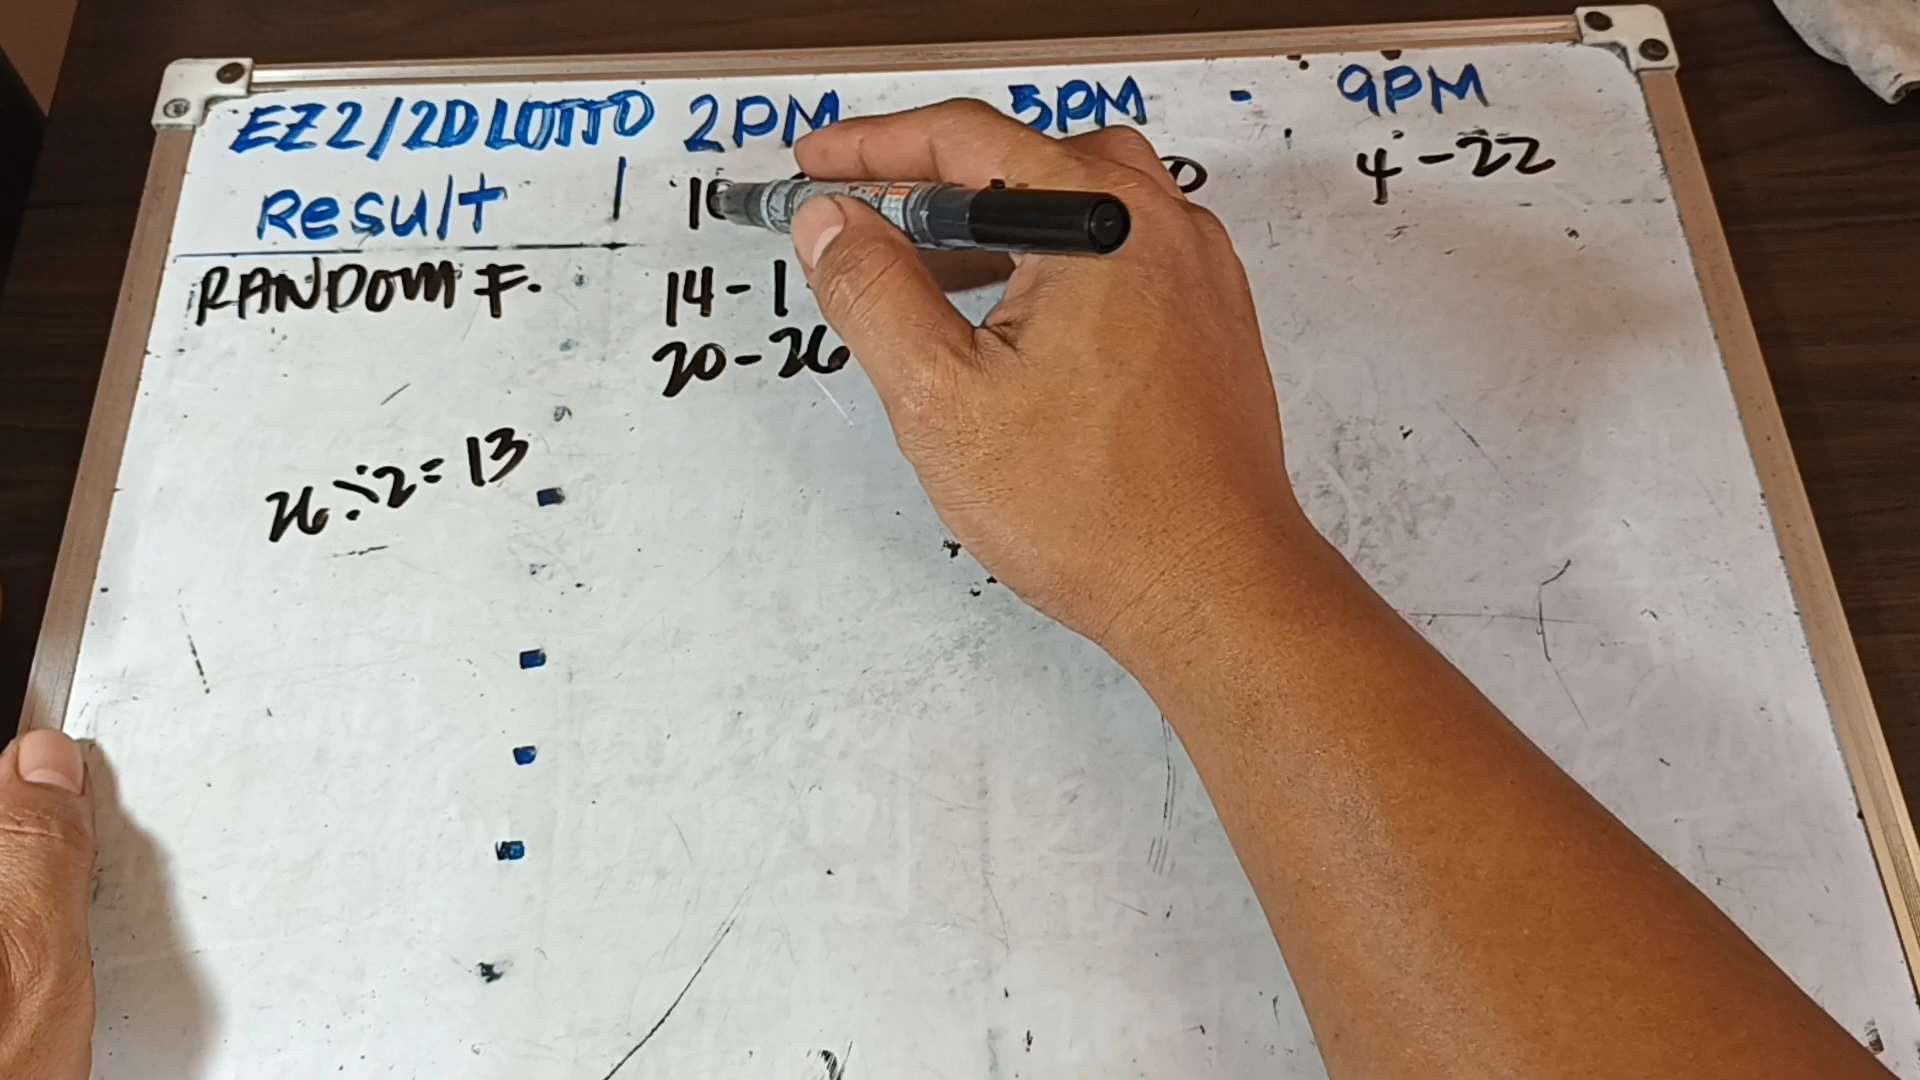 EZ2/2D LOTTO 2PM 5PM - 9PM
Result | 4-22
RANDOM F. 14-1
20-26
26÷2=13